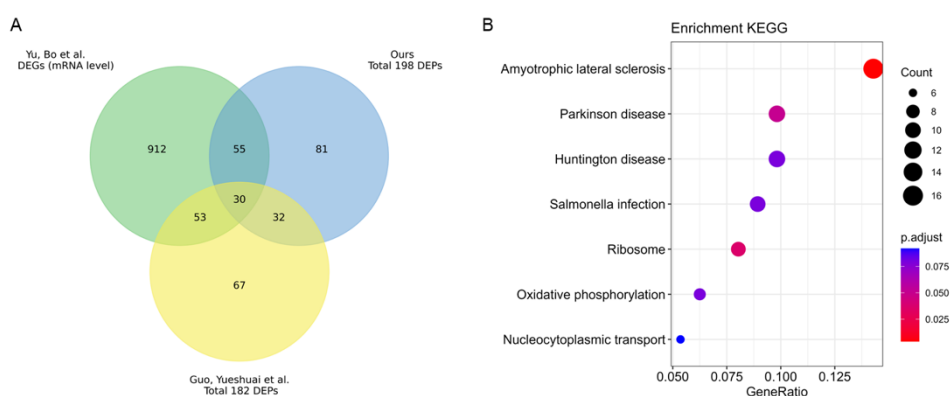 A
Yu, Bo et al.
DEGs (mRNA level)
Ours
Total 198 DEPs
912
55
81
30
53
32
67
Guo, Yueshuai et al.
Total 182 DEPs
B
Enrichment KEGG
Amyotrophic lateral sclerosis
Parkinson disease
Huntington disease
Salmonella infection
Ribosome
Oxidative phosphorylation
Nucleocytoplasmic transport
0.050 0.075 0.100 0.125
GeneRatio
Count
6
8
10
12
14
16
p.adjust
0.075
0.050
0.025